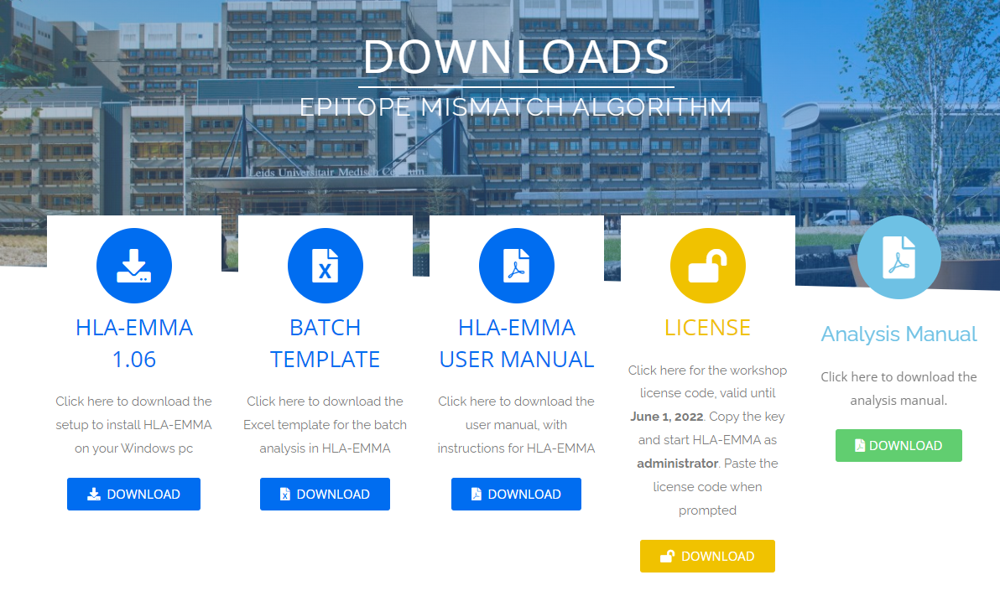 DOWNLOADS
EPITOPE MISMATCH ALGORITHM
Leids Universitair Medisch Centrum
HLA-EMMA
1.06
Click here to download the
setup to install HLA-EMMA
on your Windows pc
DOWNLOAD
BATCH
TEMPLATE
Click here to download the
Excel template for the batch
analysis in HLA-EMMA
DOWNLOAD
HLA-EMMA
USER MANUAL
Click here to download the
user manual, with
instructions for HLA-EMMA
DOWNLOAD
LICENSE
Click here for the workshop
license code, valid until
June 1, 2022. Copy the key
and start HLA-EMMA as
administrator. Paste the
license code when
prompted
DOWNLOAD
Analysis Manual
Click here to download the
analysis manual.
DOWNLOAD